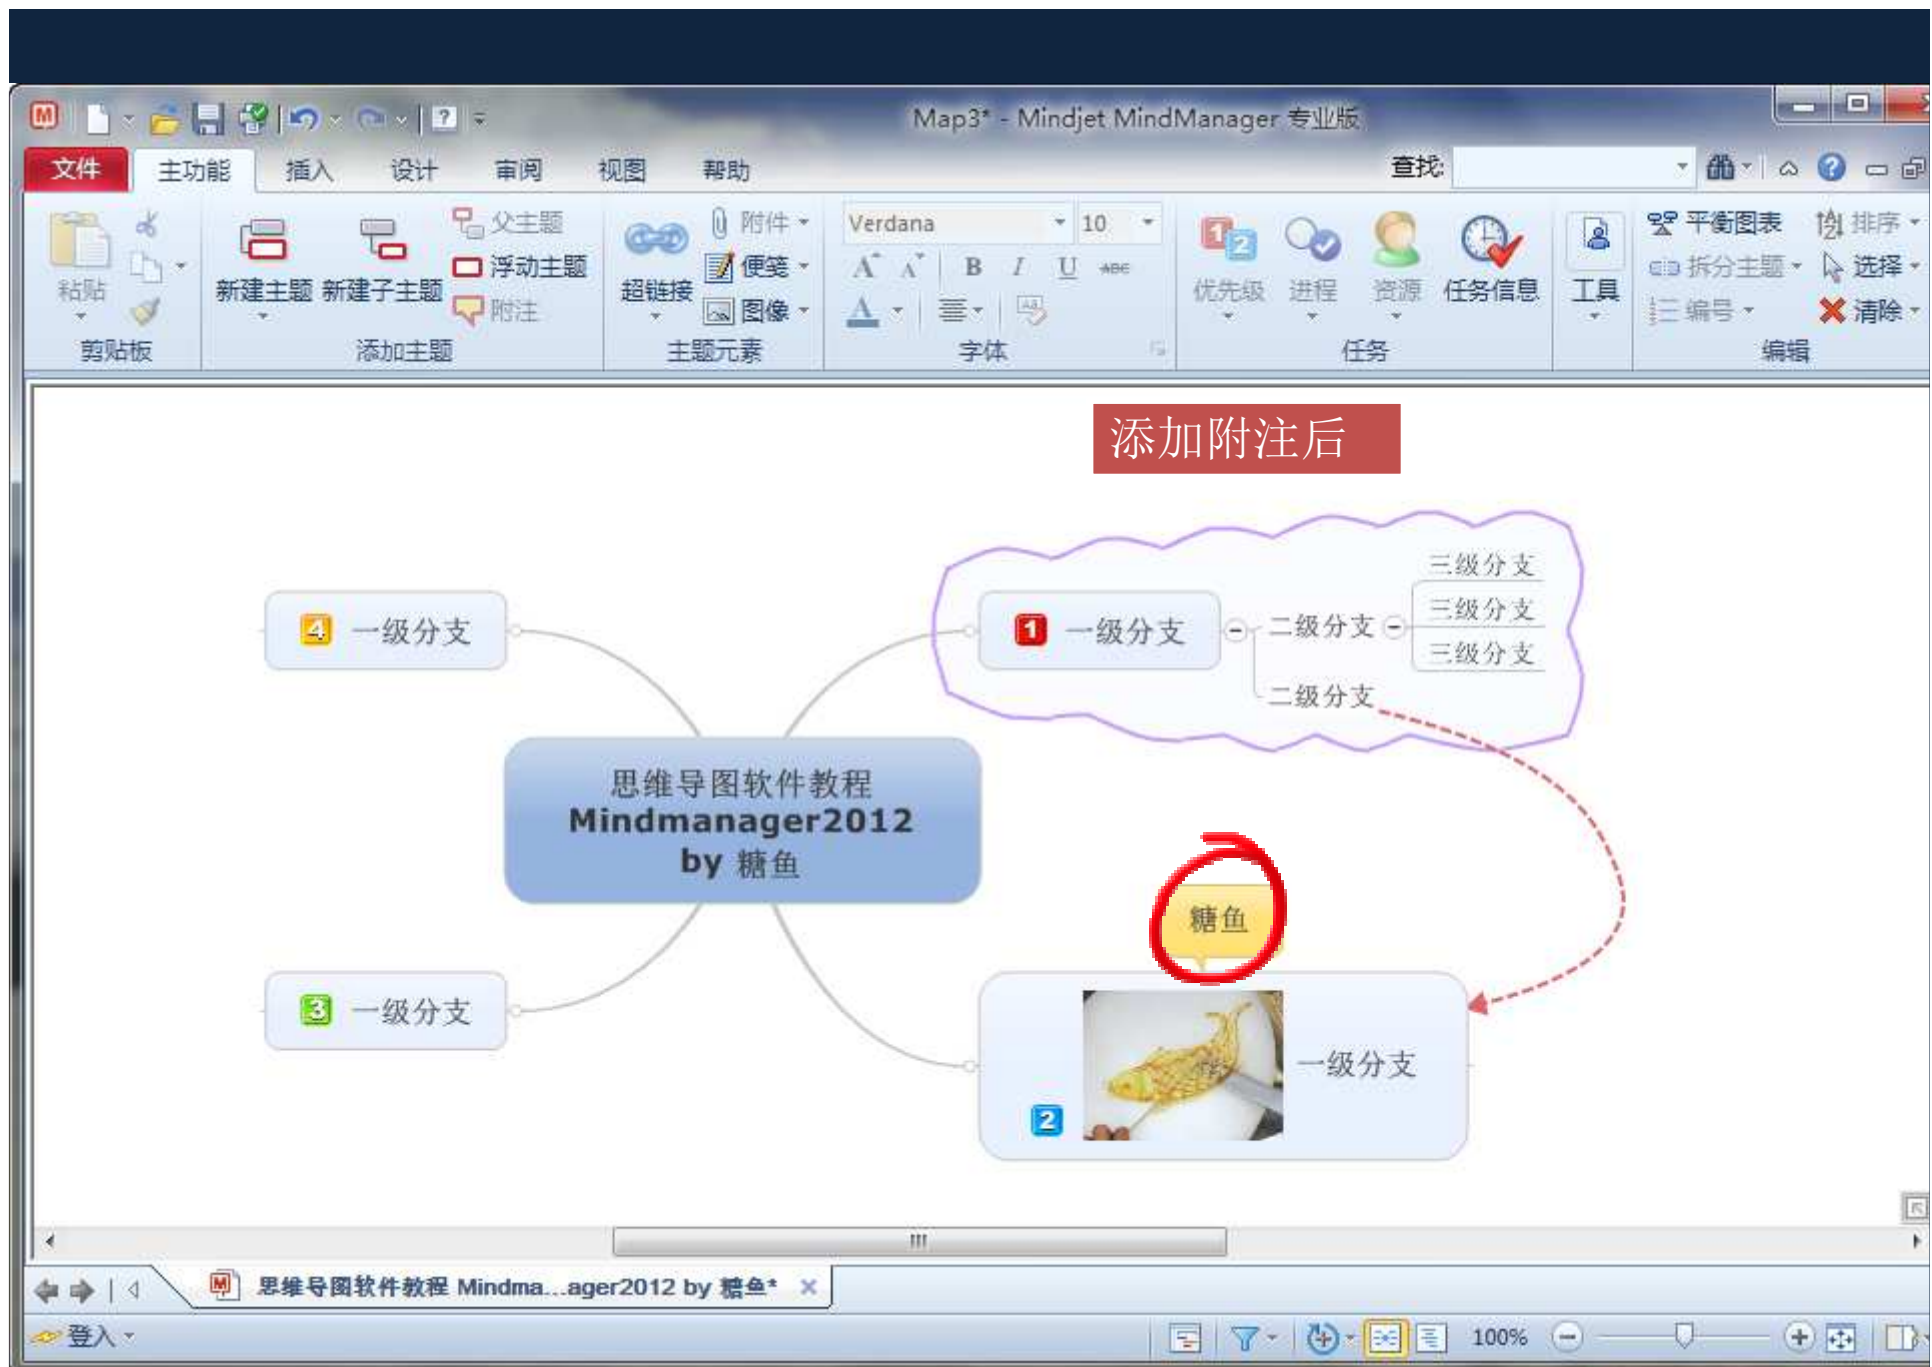 Map3* - Mindjet MindManager 专业版
文件 主功能 插入 设计 审阅 视图 帮助 查找:
父主题 附件 Verdana 10 平衡图表 排序
浮动主题 便笺 A A B I U abc 拆分主题 选择
粘贴 新建主题 新建子主题 附注 超链接 图像 A 优先级 进程 资源 任务信息 工具 编号 清除
剪贴板 添加主题 主题元素 字体 任务 编辑
添加附注后
三级分支
三级分支
三级分支
4 一级分支
1 一级分支
二级分支
二级分支
思维导图软件教程
Mindmanager2012
by 糖鱼
糖鱼
3 一级分支
一级分支
2
思维导图软件教程 Mindma...ager2012 by 糖鱼*
登入 100%